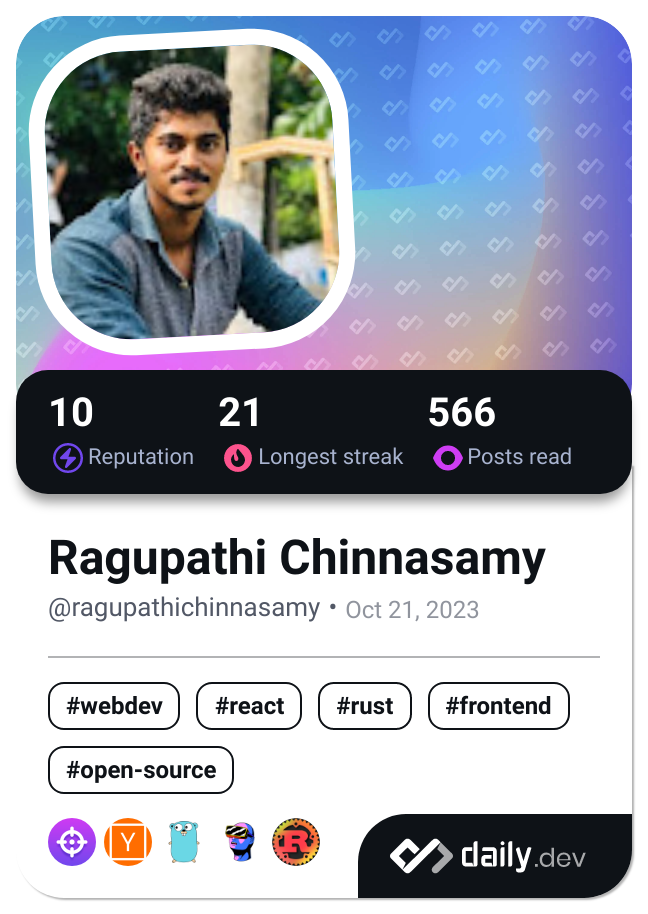 10 21 566
Reputation Longest streak Posts read
Ragupathi Chinnasamy
@ragupathichinnasamy • Oct 21, 2023
#webdev #react #rust #frontend
#open-source
Y R
daily.dev